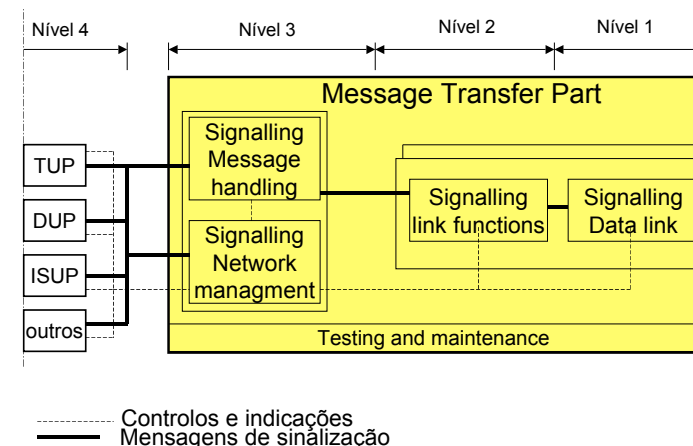 Nível 4
Nível 3
Nível 2
Nível 1
Message Transfer Part
TUP
DUP
ISUP
outros
Signalling
Message
handling
Signalling
Network
managment
Signalling
link functions
Signalling
Data link
Testing and maintenance
Controlos e indicações
Mensagens de sinalização